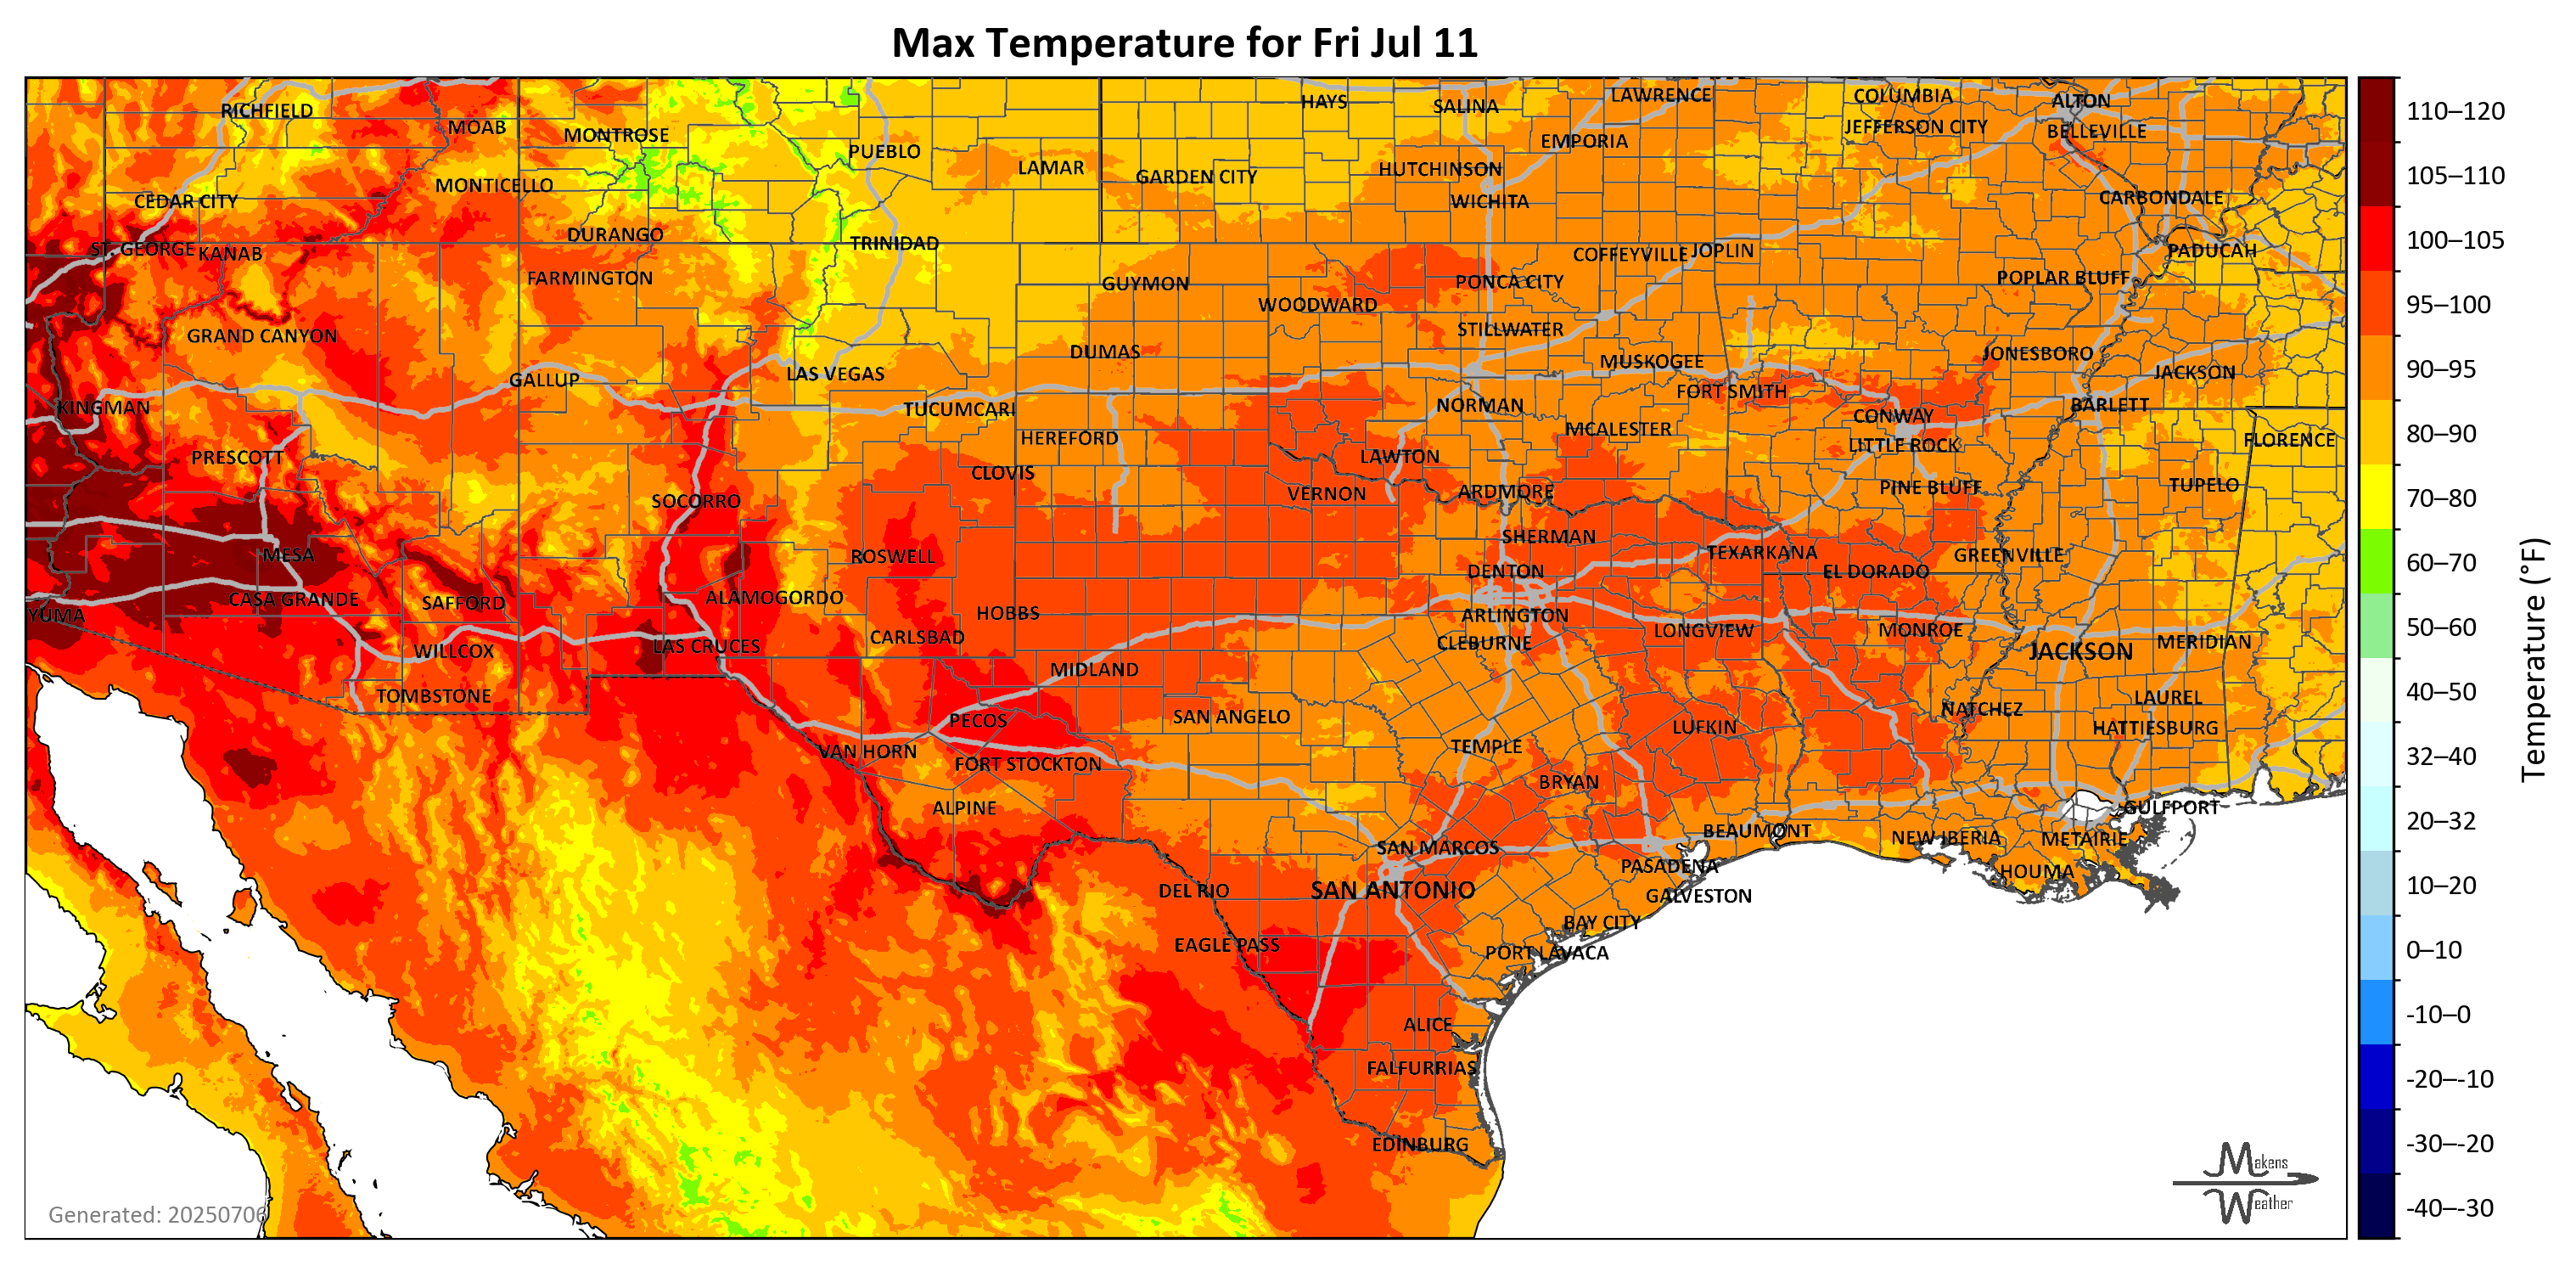 Max Temperature for Fri Jul 11
RICHFIELD
MOAB
MONTROSE
PUEBLO
LAMAR
HAYS
SALINA
LAWRENCE
COLUMBIA
ALTON
JEFFERSON CITY
BELLEVILLE
EMPORIA
HUTCHINSON
GARDEN CITY
WICHITA
MONTICELLO
CEDAR CITY
CARBONDALE
DURANGO
TRINIDAD
ST. GEORGE
KANAB
COFFEYVILLE
JOPLIN
PADUCAH
FARMINGTON
GUYMON
PONCA CITY
POPLAR BLUFF
WOODWARD
GRAND CANYON
STILLWATER
DUMAS
MUSKOGEE
JONESBORO
GALLUP
LAS VEGAS
JACKSON
FORT SMITH
KINGMAN
TUCUMCARI
NORMAN
CONWAY
BARLETT
HEREFORD
MCALESTER
LITTLE ROCK
FLORENCE
PRESCOTT
CLOVIS
LAWTON
SOCORRO
VERNON
ARDMORE
PINE BLUFF
TUPELO
MESA
ROSWELL
SHERMAN
TEXARKANA
GREENVILLE
DENTON
EL DORADO
CASA GRANDE
SAFFORD
ALAMOGORDO
YUMA
HOBBS
ARLINGTON
CARLSBAD
CLEBURNE
LONGVIEW
MONROE
WILLCOX
LAS CRUCES
JACKSON
MERIDIAN
MIDLAND
TOMBSTONE
PECOS
SAN ANGELO
LUFKIN
NATCHEZ
LAUREL
HATTIESBURG
VAN HORN
FORT STOCKTON
TEMPLE
BRYAN
ALPINE
GULFPORT
BEAUMONT
NEW IBERIA
METAIRIE
SAN MARCOS
PASADENA
HOUMA
DEL RIO
SAN ANTONIO
GALVESTON
BAY CITY
EAGLE PASS
PORT LAVACA
ALICE
FALFURRIAS
EDINBURG
Generated: 20250706
Makens
Weather
110–120
105–110
100–105
95–100
90–95
80–90
70–80
60–70
50–60
40–50
32–40
20–32
10–20
0–10
-10–0
-20–-10
-30–-20
-40–-30
Temperature (°F)